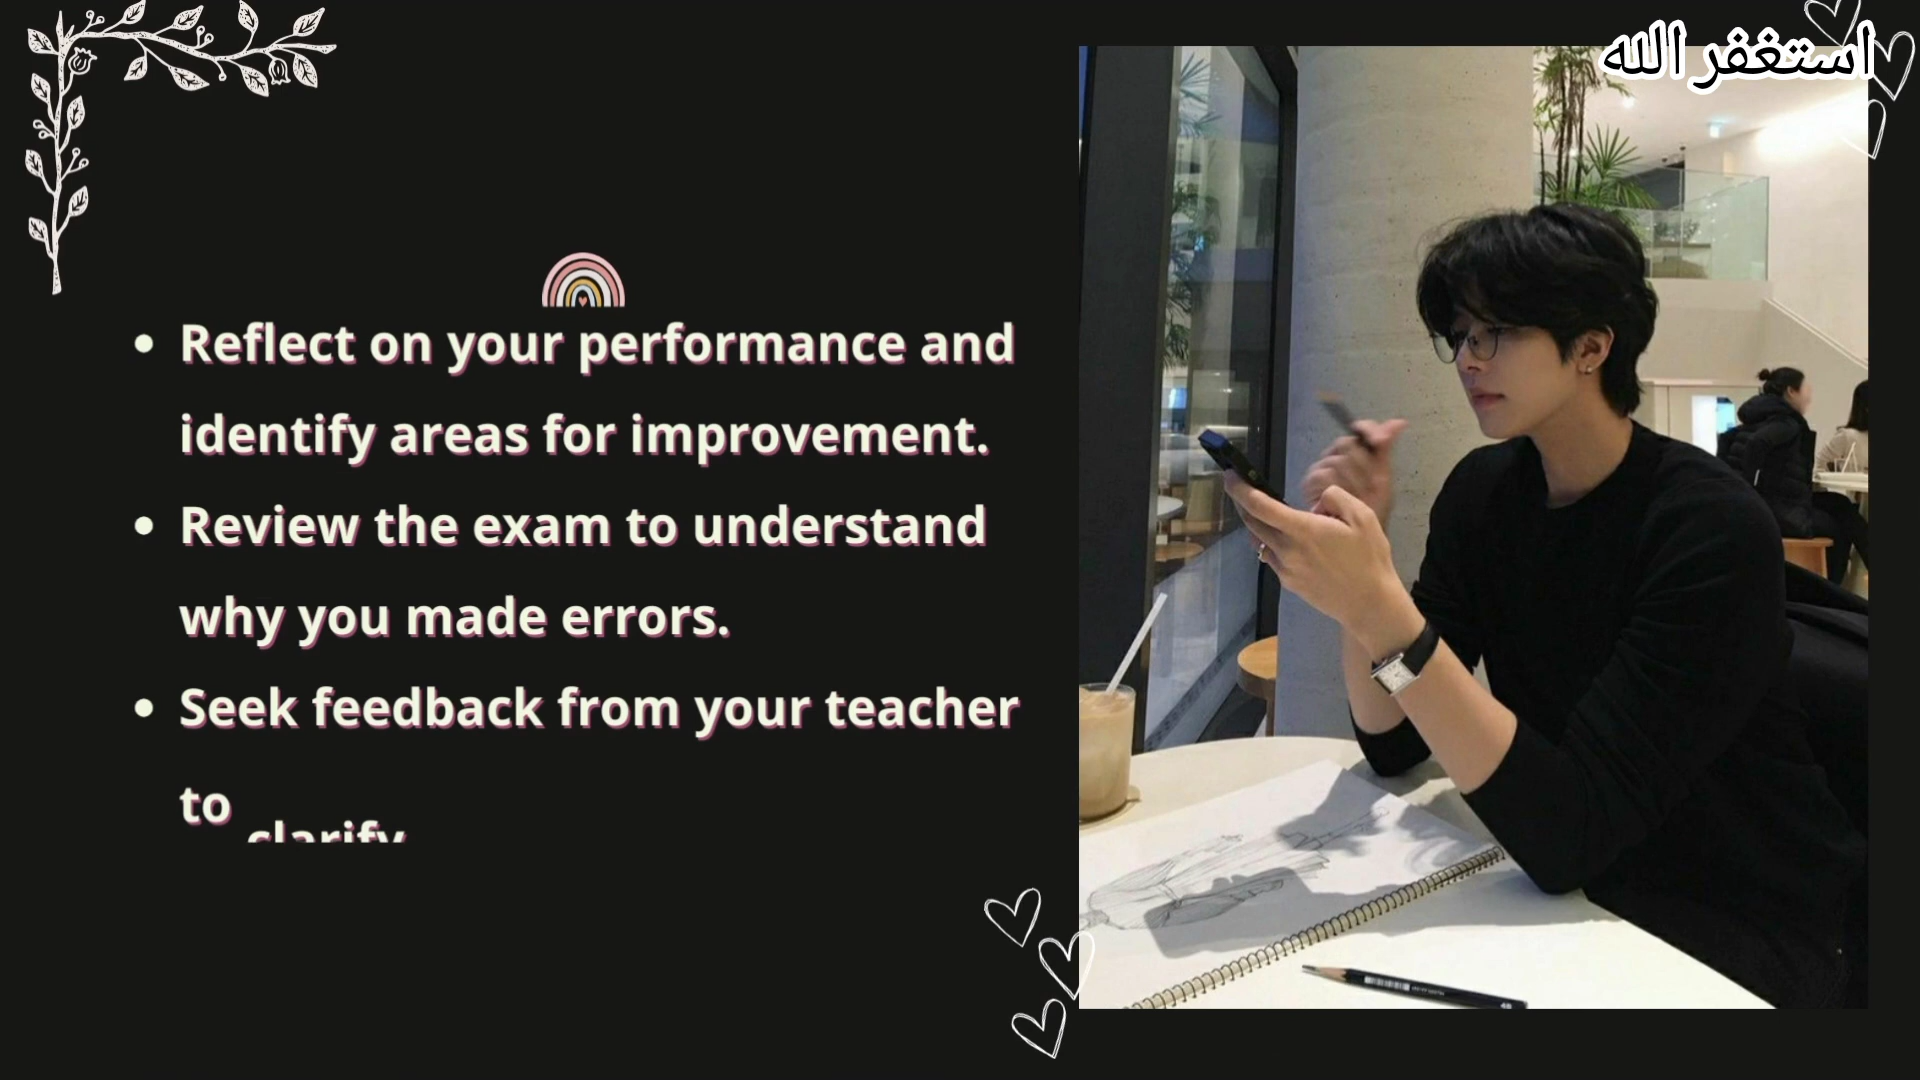 استغفر الله
• Reflect on your performance and
identify areas for improvement.
• Review the exam to understand
why you made errors.
• Seek feedback from your teacher
to clarify